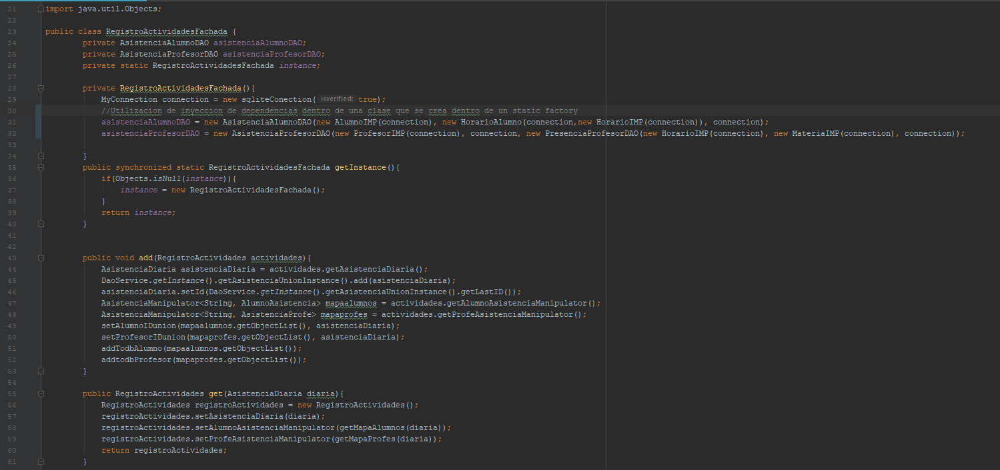 21 import java.util.Objects;
22
23 public class RegistroActividadesFachada {
24 private AsistenciaAlumnoDAO asistenciaAlumnoDAO;
25 private AsistenciaProfesorDAO asistenciaProfesorDAO;
26 private static RegistroActividadesFachada instance;
27
28 private RegistroActividadesFachada(){
29 MyConnection connection = new sqliteConection( isverified: true);
30 //Utilizacion de inyeccion de dependencias dentro de una clase que se crea dentro de un static factory
31 asistenciaAlumnoDAO = new AsistenciaAlumnoDAO(new AlumnoIMP(connection), new HorarioAlumno(connection,new HorarioIMP(connection)), connection);
32 asistenciaProfesorDAO = new AsistenciaProfesorDAO(new ProfesorIMP(connection), connection, new PresenciaProfesorDAO(new HorarioIMP(connection), new MateriaIMP(connection), connection));
33
34 }
35 public synchronized static RegistroActividadesFachada getInstance(){
36 if(Objects.isNull(instance)){
37 instance = new RegistroActividadesFachada();
38 }
39 return instance;
40 }
41
42
43 public void add(RegistroActividades actividades){
44 AsistenciaDiaria asistenciaDiaria = actividades.getAsistenciaDiaria();
45 DaoService.getInstance().getAsistenciaUnionInstance().add(asistenciaDiaria);
46 asistenciaDiaria.setId(DaoService.getInstance().getAsistenciaUnionInstance().getLastID());
47 AsistenciaManipulator<String, AlumnoAsistencia> mapaalumnos = actividades.getAlumnoAsistenciaManipulator();
48 AsistenciaManipulator<String, AsistenciaProfe> mapaprofes = actividades.getProfeAsistenciaManipulator();
49 setAlumnoIDunion(mapaalumnos.getObjectList(), asistenciaDiaria);
50 setProfesorIDunion(mapaprofes.getObjectList(), asistenciaDiaria);
51 addTodbAlumno(mapaalumnos.getObjectList());
52 addtodbProfesor(mapaprofes.getObjectList());
53 }
54
55 public RegistroActividades get(AsistenciaDiaria diaria){
56 RegistroActividades registroActividades = new RegistroActividades();
57 registroActividades.setAsistenciaDiaria(diaria);
58 registroActividades.setAlumnoAsistenciaManipulator(getMapaAlumnos(diaria));
59 registroActividades.setProfeAsistenciaManipulator(getMapaProfes(diaria));
60 return registroActividades;
61 }